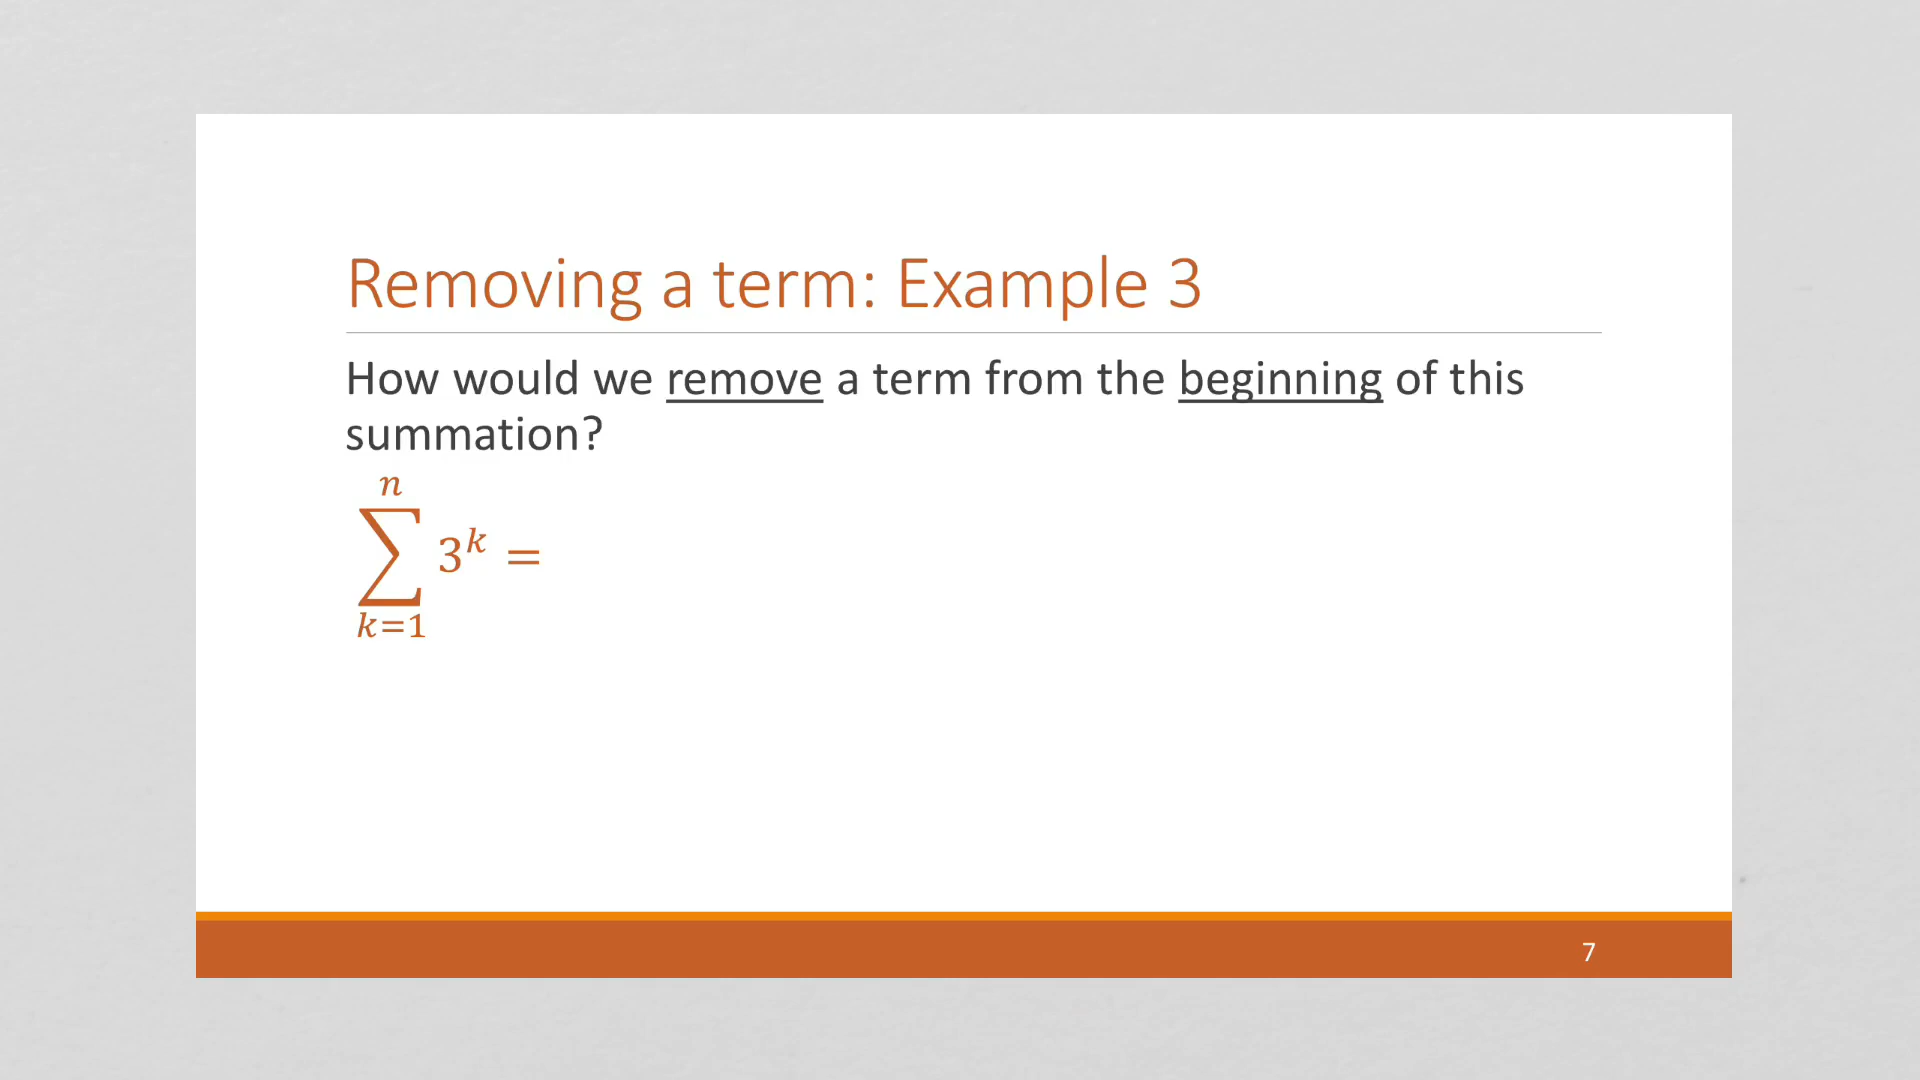 Removing a term: Example 3
How would we remove a term from the beginning of this
summation?
n
∑ 3^k =
k=1
7